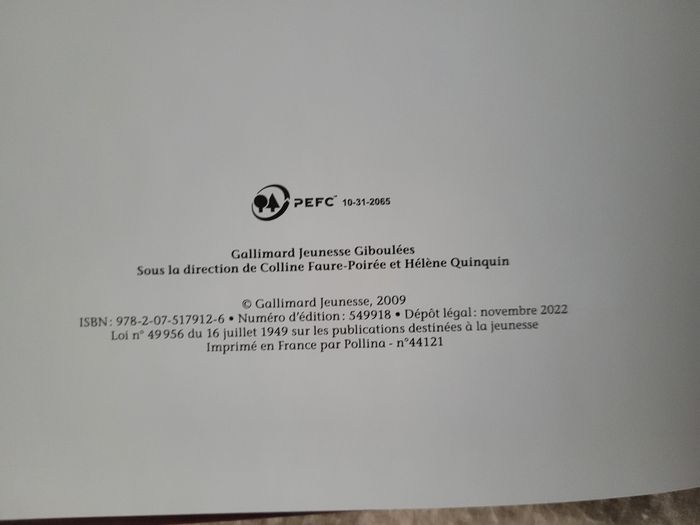 PEFC™ 10-31-2065
Gallimard Jeunesse Giboulées
Sous la direction de Colline Faure-Poirée et Hélène Quinquin
© Gallimard Jeunesse, 2009
ISBN : 978-2-07-517912-6 • Numéro d'édition : 549918 • Dépôt légal : novembre 2022
Loi n° 49956 du 16 juillet 1949 sur les publications destinées à la jeunesse
Imprimé en France par Pollina - n°44121